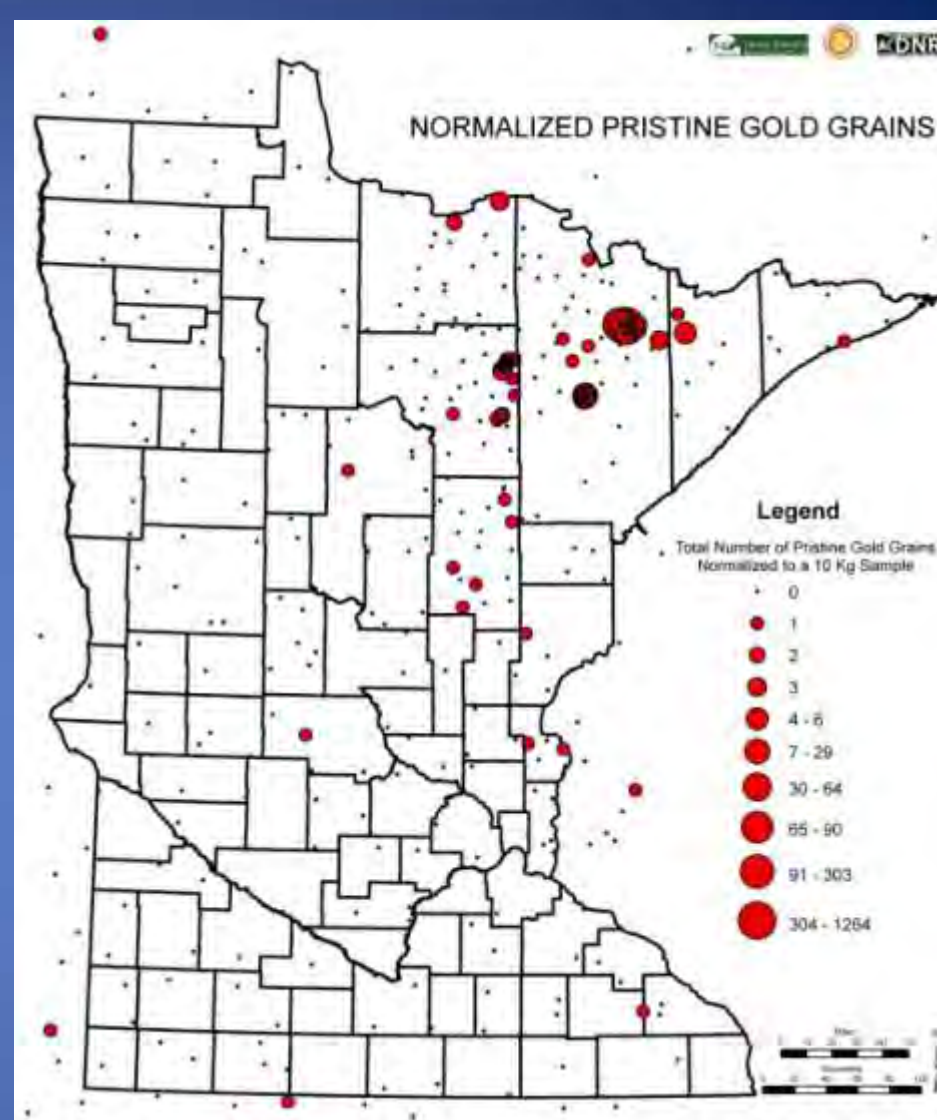 DNR
NORMALIZED PRISTINE GOLD GRAINS
Legend
Total Number of Pristine Gold Grains
Normalized to a 10 Kg Sample
0
1
2
3
4 - 6
7 - 29
30 - 64
65 - 90
91 - 303
304 - 1264